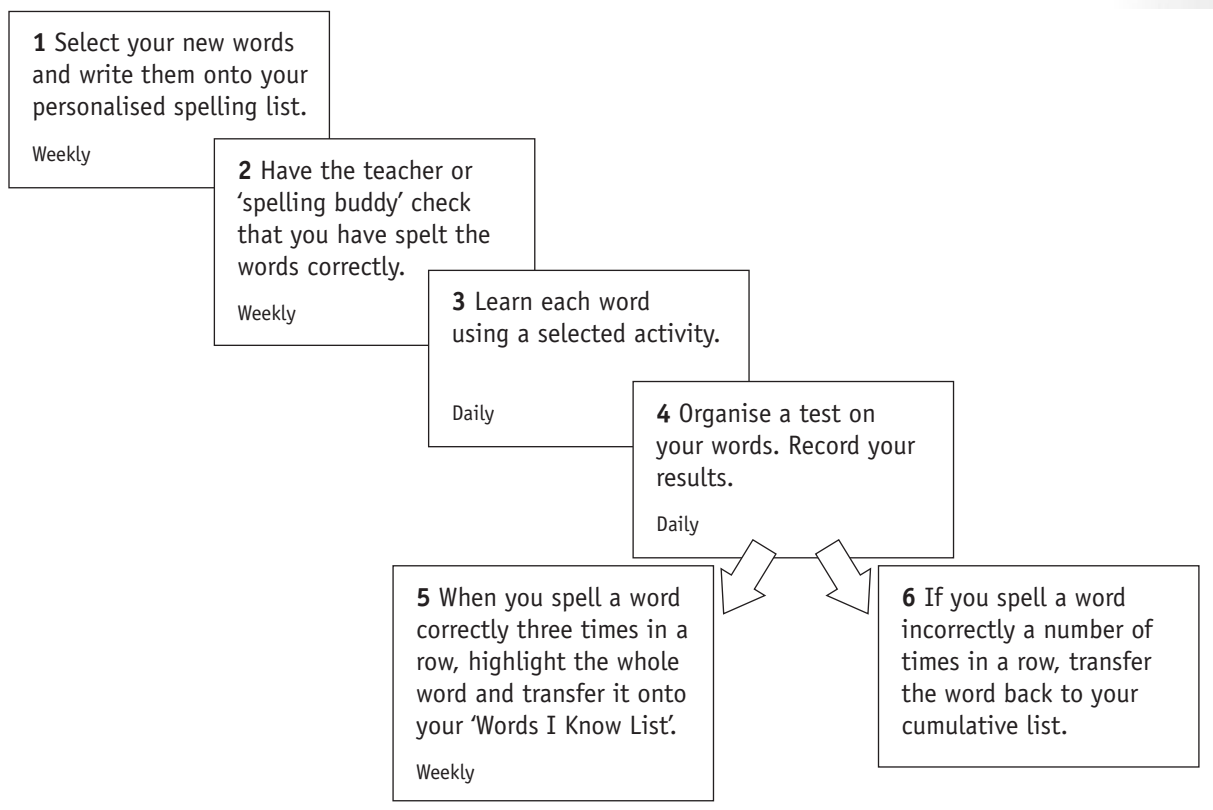 1 Select your new words
and write them onto your
personalised spelling list.
Weekly
2 Have the teacher or
‘spelling buddy’ check
that you have spelt the
words correctly.
Weekly
3 Learn each word
using a selected activity.
Daily
4 Organise a test on
your words. Record your
results.
Daily
5 When you spell a word
correctly three times in a
row, highlight the whole
word and transfer it onto
your ‘Words I Know List’.
Weekly
6 If you spell a word
incorrectly a number of
times in a row, transfer
the word back to your
cumulative list.